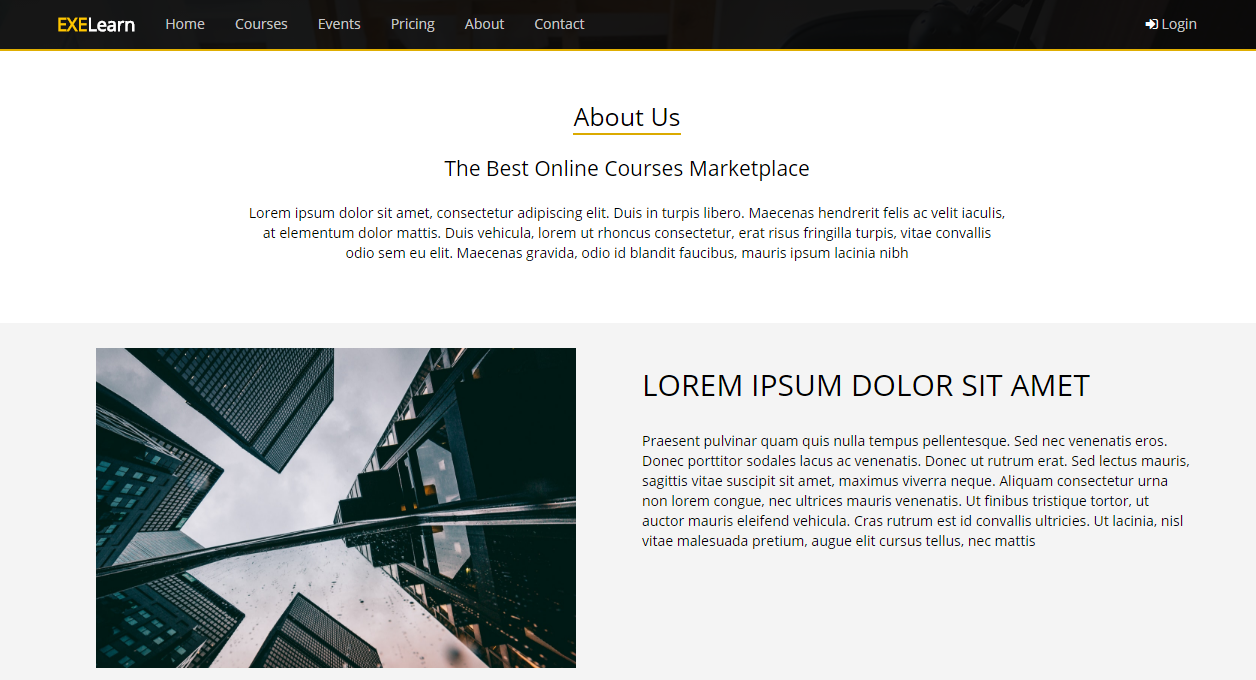 EXELearn Home Courses Events Pricing About Contact Login
About Us
The Best Online Courses Marketplace
Lorem ipsum dolor sit amet, consectetur adipiscing elit. Duis in turpis libero. Maecenas hendrerit felis ac velit iaculis,
at elementum dolor mattis. Duis vehicula, lorem ut rhoncus consectetur, erat risus fringilla turpis, vitae convallis
odio sem eu elit. Maecenas gravida, odio id blandit faucibus, mauris ipsum lacinia nibh
LOREM IPSUM DOLOR SIT AMET
Praesent pulvinar quam quis nulla tempus pellentesque. Sed nec venenatis eros.
Donec porttitor sodales lacus ac venenatis. Donec ut rutrum erat. Sed lectus mauris,
sagittis vitae suscipit sit amet, maximus viverra neque. Aliquam consectetur urna
non lorem congue, nec ultrices mauris venenatis. Ut finibus tristique tortor, ut
auctor mauris eleifend vehicula. Cras rutrum est id convallis ultricies. Ut lacinia, nisl
vitae malesuada pretium, augue elit cursus tellus, nec mattis